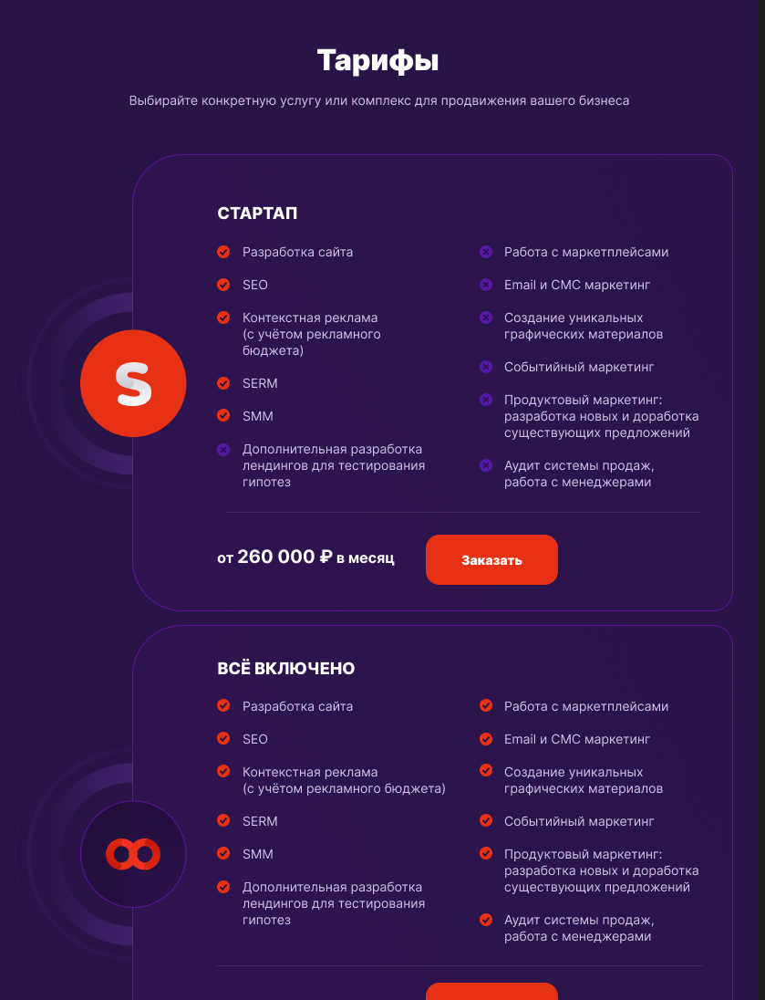 Тарифы
Выбирайте конкретную услугу или комплекс для продвижения вашего бизнеса
СТАРТАП
Разработка сайта
SEO
Контекстная реклама
(с учётом рекламного
бюджета)
SERM
SMM
Дополнительная разработка
лендингов для тестирования
гипотез
Работа с маркетплейсами
Email и СМС маркетинг
Создание уникальных
графических материалов
Событийный маркетинг
Продуктовый маркетинг:
разработка новых и доработка
существующих предложений
Аудит системы продаж,
работа с менеджерами
S
от 260 000 ₽ в месяц
Заказать
ВСЁ ВКЛЮЧЕНО
Разработка сайта
SEO
Контекстная реклама
(с учётом рекламного бюджета)
SERM
SMM
Дополнительная разработка
лендингов для тестирования
гипотез
Работа с маркетплейсами
Email и СМС маркетинг
Создание уникальных
графических материалов
Событийный маркетинг
Продуктовый маркетинг:
разработка новых и доработка
существующих предложений
Аудит системы продаж,
работа с менеджерами